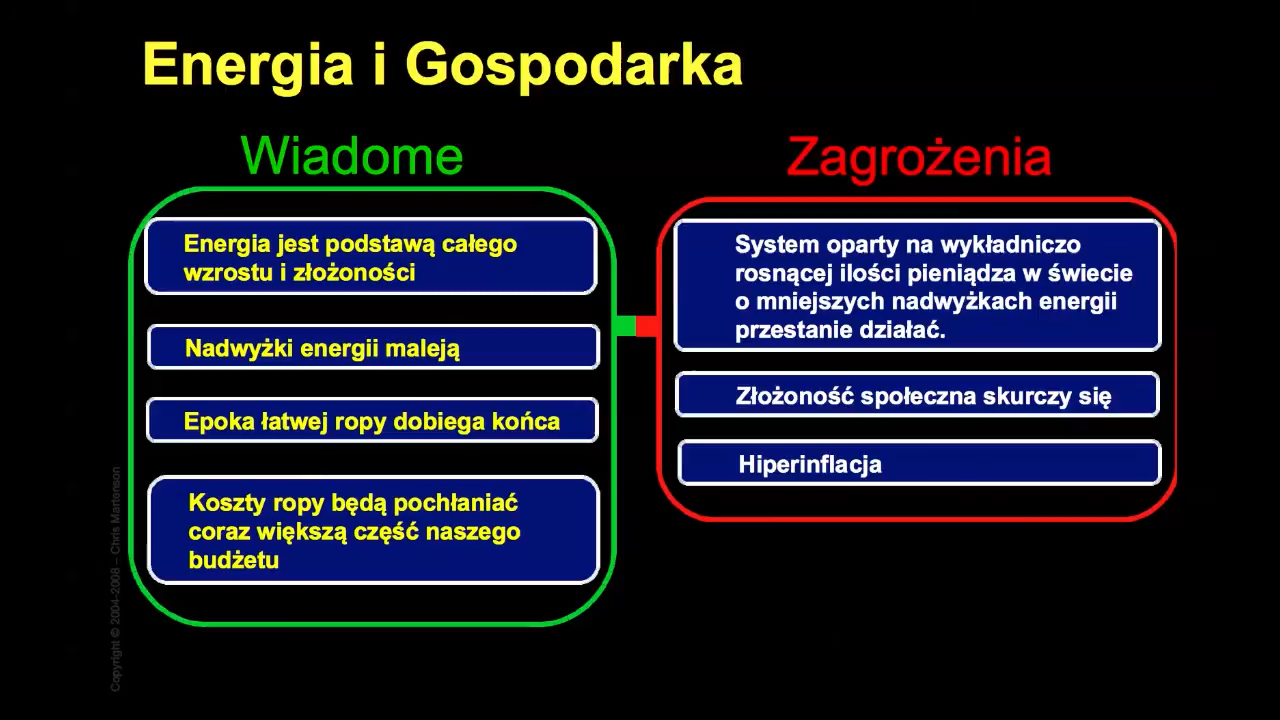 Energia i Gospodarka
Wiadome
Energia jest podstawą całego
wzrostu i złożoności
Nadwyżki energii maleją
Epoka łatwej ropy dobiega końca
Koszty ropy będą pochłaniać
coraz większą część naszego
budżetu
Zagrożenia
System oparty na wykładniczo
rosnącej ilości pieniądza w świecie
o mniejszych nadwyżkach energii
przestanie działać.
Złożoność społeczna skurczy się
Hiperinflacja
Copyright © 2004-2008 – Chris Martenson